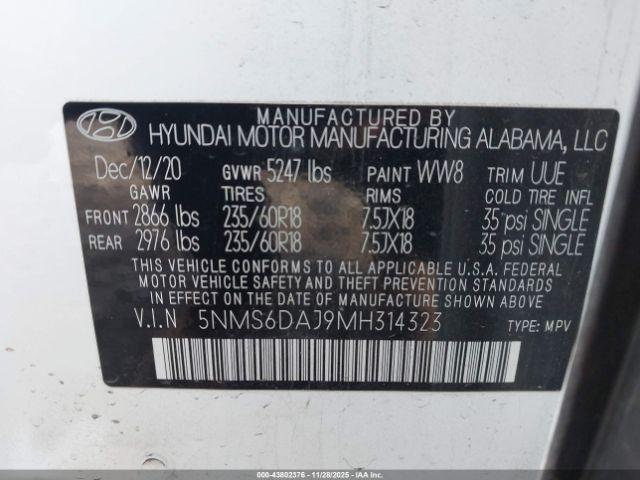 MANUFACTURED BY
HYUNDAI MOTOR MANUFACTURING ALABAMA, LLC
Dec/12/20 GVWR 5247 lbs PAINT WW8 TRIM UUE
GAWR TIRES RIMS COLD TIRE INFL
FRONT 2866 lbs 235/60R18 7.5JX18 35 psi SINGLE
REAR 2976 lbs 235/60R18 7.5JX18 35 psi SINGLE
THIS VEHICLE CONFORMS TO ALL APPLICABLE U.S.A. FEDERAL
MOTOR VEHICLE SAFETY AND THEFT PREVENTION STANDARDS
IN EFFECT ON THE DATE OF MANUFACTURE SHOWN ABOVE.
V.I.N 5NMS6DAJ9MH314323 TYPE: MPV
000-43802376 - 11/28/2025 - IAAI.COM COPART